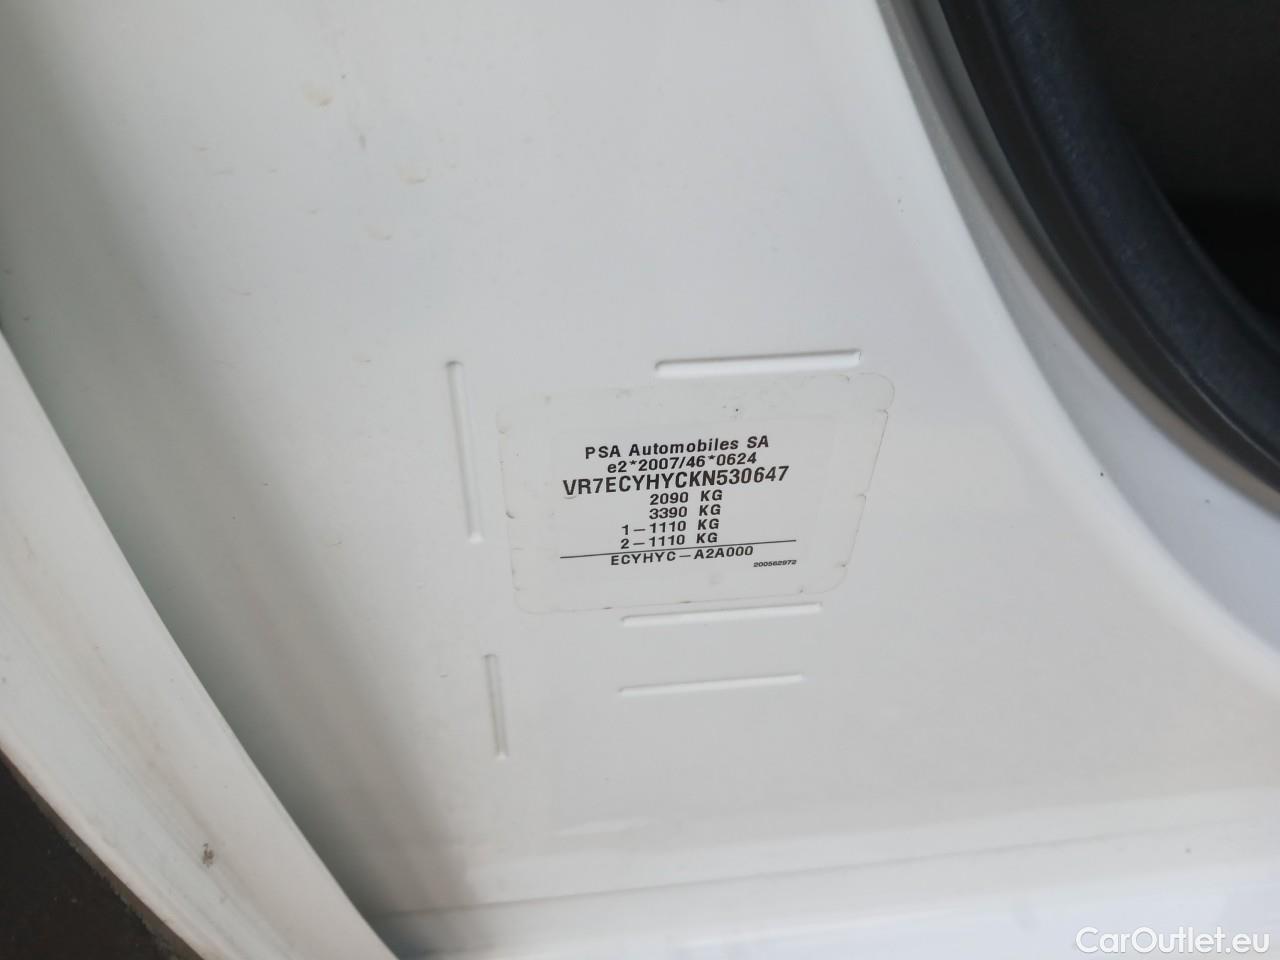 PSA Automobiles SA
e2*2007/46*0624
VR7ECYHYCKN530647
2090 KG
3390 KG
1-1110 KG
2-1110 KG
ECYHYC-A2A000
200562972
CarOutlet.eu